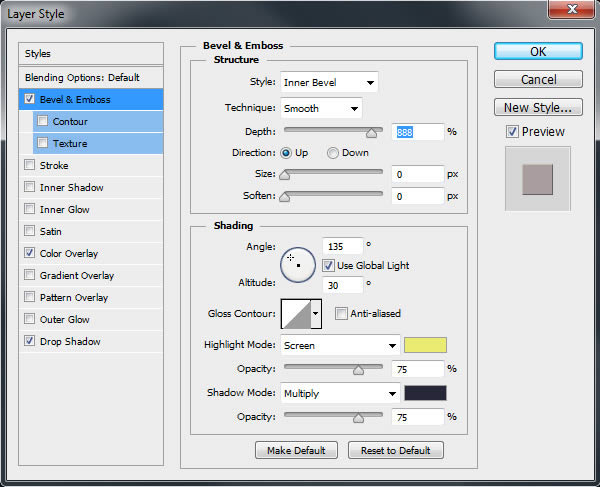 Layer Style
Styles
Blending Options: Default
Bevel & Emboss
Contour
Texture
Stroke
Inner Shadow
Inner Glow
Satin
Color Overlay
Gradient Overlay
Pattern Overlay
Outer Glow
Drop Shadow
Bevel & Emboss
Structure
Style: Inner Bevel
Technique: Smooth
Depth: 888 %
Direction: Up Down
Size: 0 px
Soften: 0 px
Shading
Angle: 135 °
Use Global Light
Altitude: 30 °
Gloss Contour: Anti-aliased
Highlight Mode: Screen
Opacity: 75 %
Shadow Mode: Multiply
Opacity: 75 %
Make Default Reset to Default
OK
Cancel
New Style...
Preview